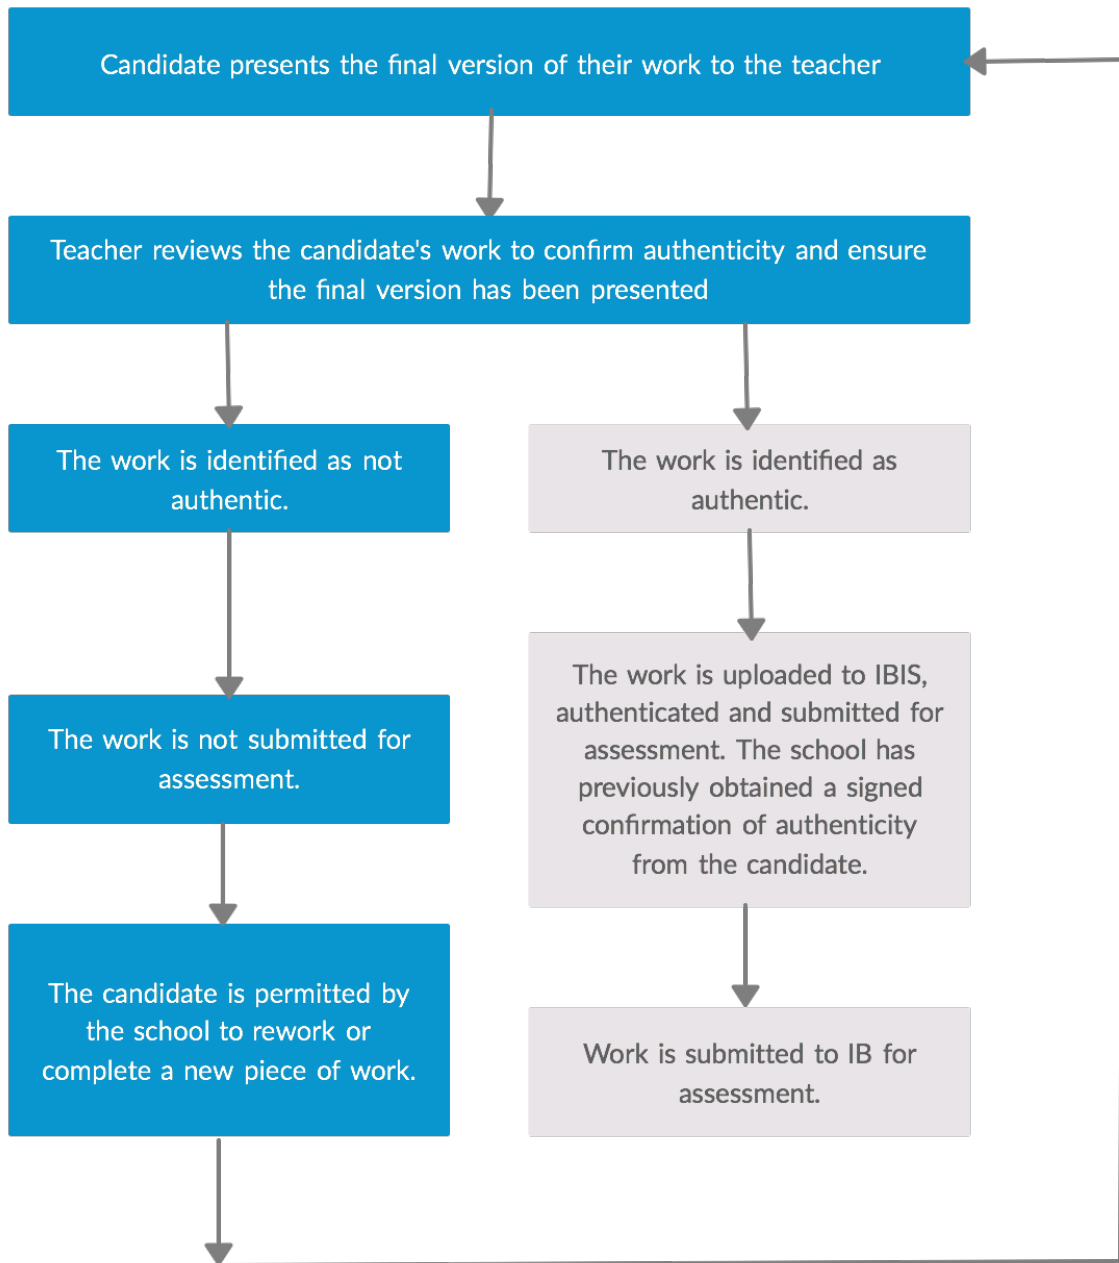 Candidate presents the final version of their work to the teacher
Teacher reviews the candidate's work to confirm authenticity and ensure
the final version has been presented
The work is identified as not
authentic.
The work is identified as
authentic.
The work is not submitted for
assessment.
The work is uploaded to IBIS,
authenticated and submitted for
assessment. The school has
previously obtained a signed
confirmation of authenticity
from the candidate.
The candidate is permitted by
the school to rework or
complete a new piece of work.
Work is submitted to IB for
assessment.